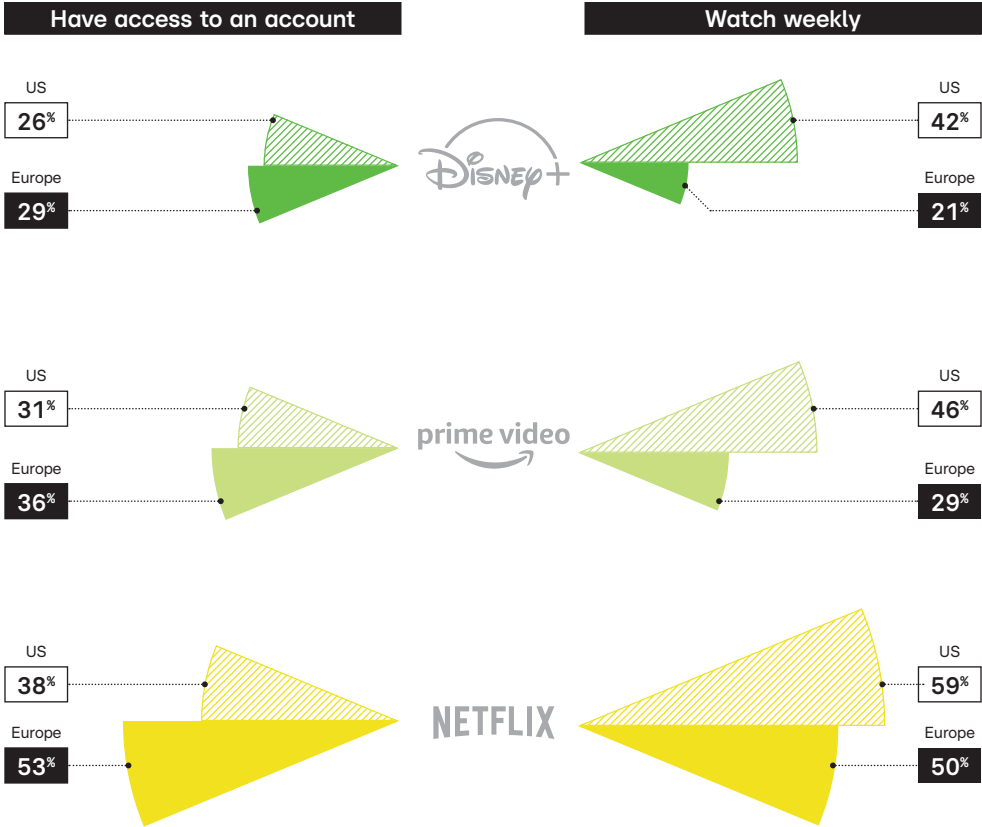 Have access to an account
Watch weekly
US
26%
Europe
29%
Disney+
US
42%
Europe
21%
US
31%
Europe
36%
prime video
US
46%
Europe
29%
US
38%
Europe
53%
NETFLIX
US
59%
Europe
50%